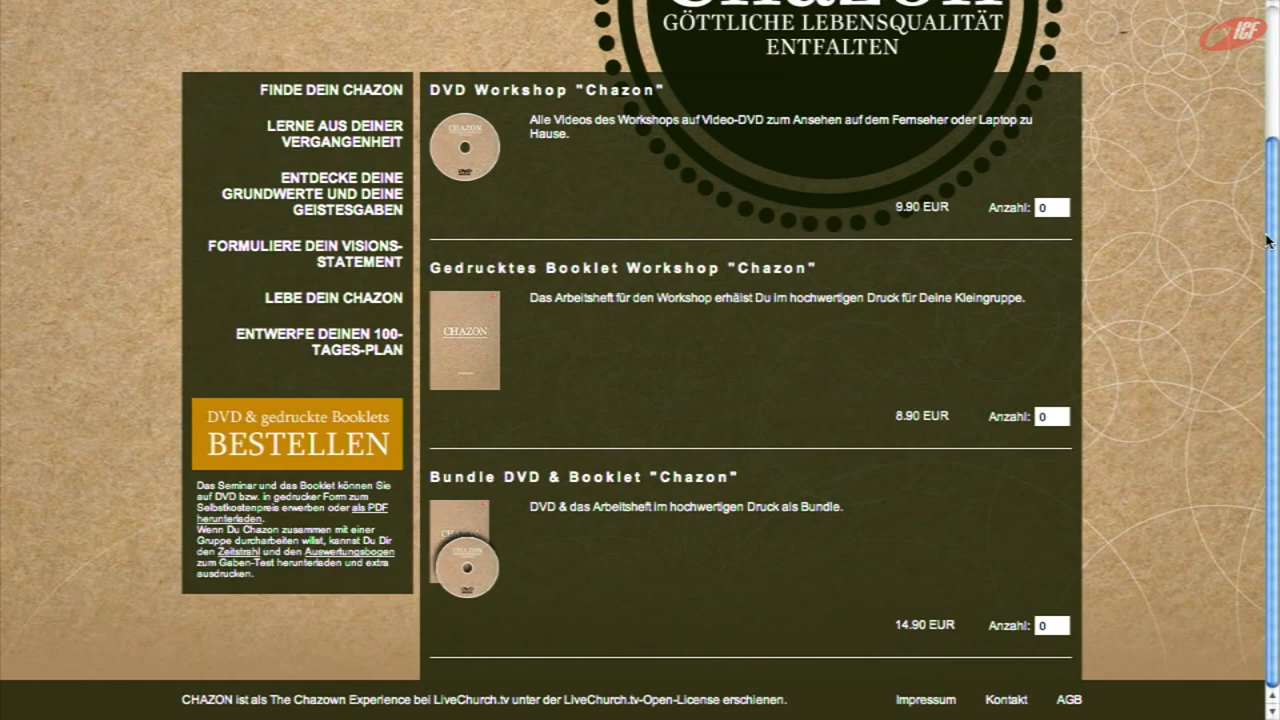 GÖTTLICHE LEBENSQUALITÄT
ENTFALTEN
ICF
FINDE DEIN CHAZON
LERNE AUS DEINER
VERGANGENHEIT
ENTDECKE DEINE
GRUNDWERTE UND DEINE
GEISTESGABEN
FORMULIERE DEIN VISIONS-
STATEMENT
LEBE DEIN CHAZON
ENTWERFE DEINEN 100-
TAGES-PLAN
DVD & gedruckte Booklets
BESTELLEN
Das Seminar und das Booklet können Sie
auf DVD bzw. in gedrucker Form zum
Selbstkostenpreis erwerben oder als PDF
herunterladen.
Wenn Du Chazon zusammen mit einer
Gruppe durcharbeiten willst, kannst Du Dir
den Zeitstrahl und den Auswertungsbogen
zum Gaben-Test herunterladen und extra
ausdrucken.
DVD Workshop "Chazon"
CHAZON
DVD
Alle Videos des Workshops auf Video-DVD zum Ansehen auf dem Fernseher oder Laptop zu
Hause.
9.90 EUR Anzahl: 0
Gedrucktes Booklet Workshop "Chazon"
CHAZON
Das Arbeitsheft für den Workshop erhälst Du im hochwertigen Druck für Deine Kleingruppe.
8.90 EUR Anzahl: 0
Bundle DVD & Booklet "Chazon"
CHAZON
DVD
DVD & das Arbeitsheft im hochwertigen Druck als Bundle.
14.90 EUR Anzahl: 0
CHAZON ist als The Chazown Experience bei LiveChurch.tv unter der LiveChurch.tv-Open-License erschienen. Impressum Kontakt AGB